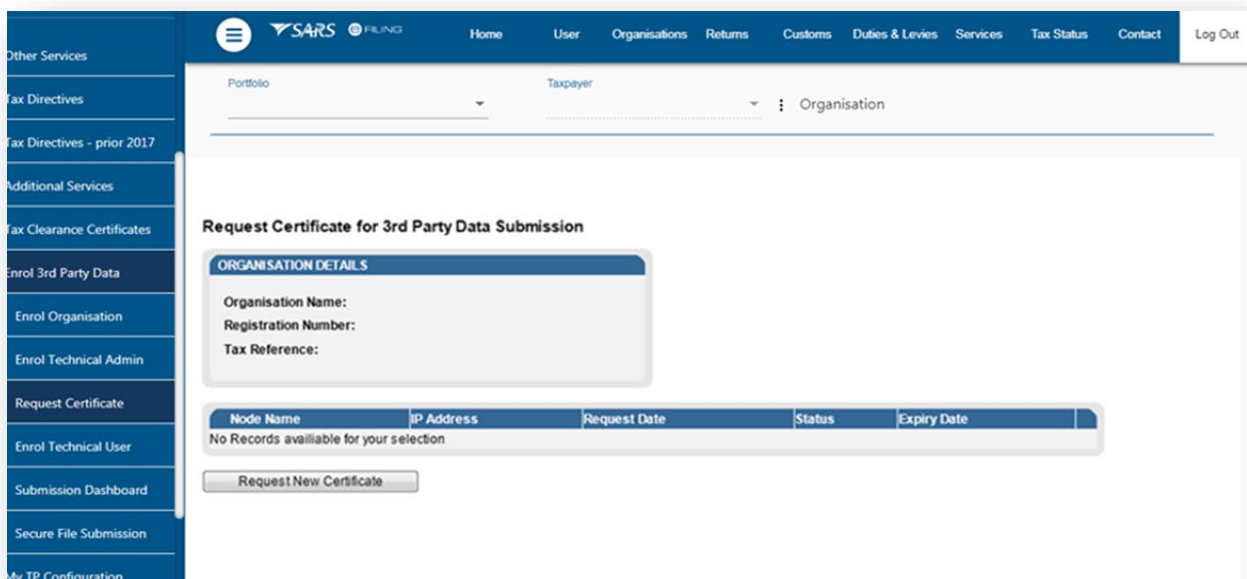 SARS eFILING
Home User Organisations Returns Customs Duties & Levies Services Tax Status Contact Log Out
Portfolio Taxpayer
Organisation
Other Services
Tax Directives
Tax Directives - prior 2017
Additional Services
Tax Clearance Certificates
Enrol 3rd Party Data
Enrol Organisation
Enrol Technical Admin
Request Certificate
Enrol Technical User
Submission Dashboard
Secure File Submission
My TP Configuration
Request Certificate for 3rd Party Data Submission
ORGANISATION DETAILS
Organisation Name:
Registration Number:
Tax Reference:
Node Name IP Address Request Date Status Expiry Date
No Records availiable for your selection
Request New Certificate